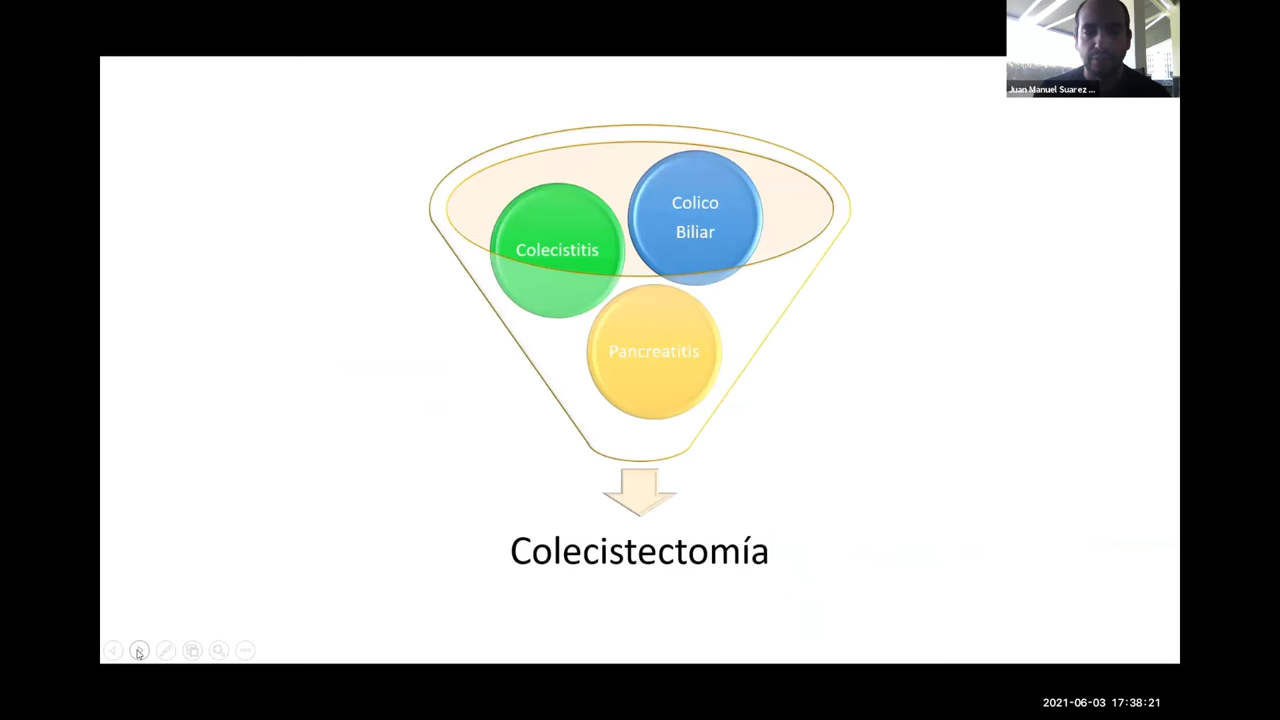 Juan Manuel Suarez ...
Colico
Biliar
Colecistitis
Pancreatitis
Colecistectomía
2021-06-03 17:38:21